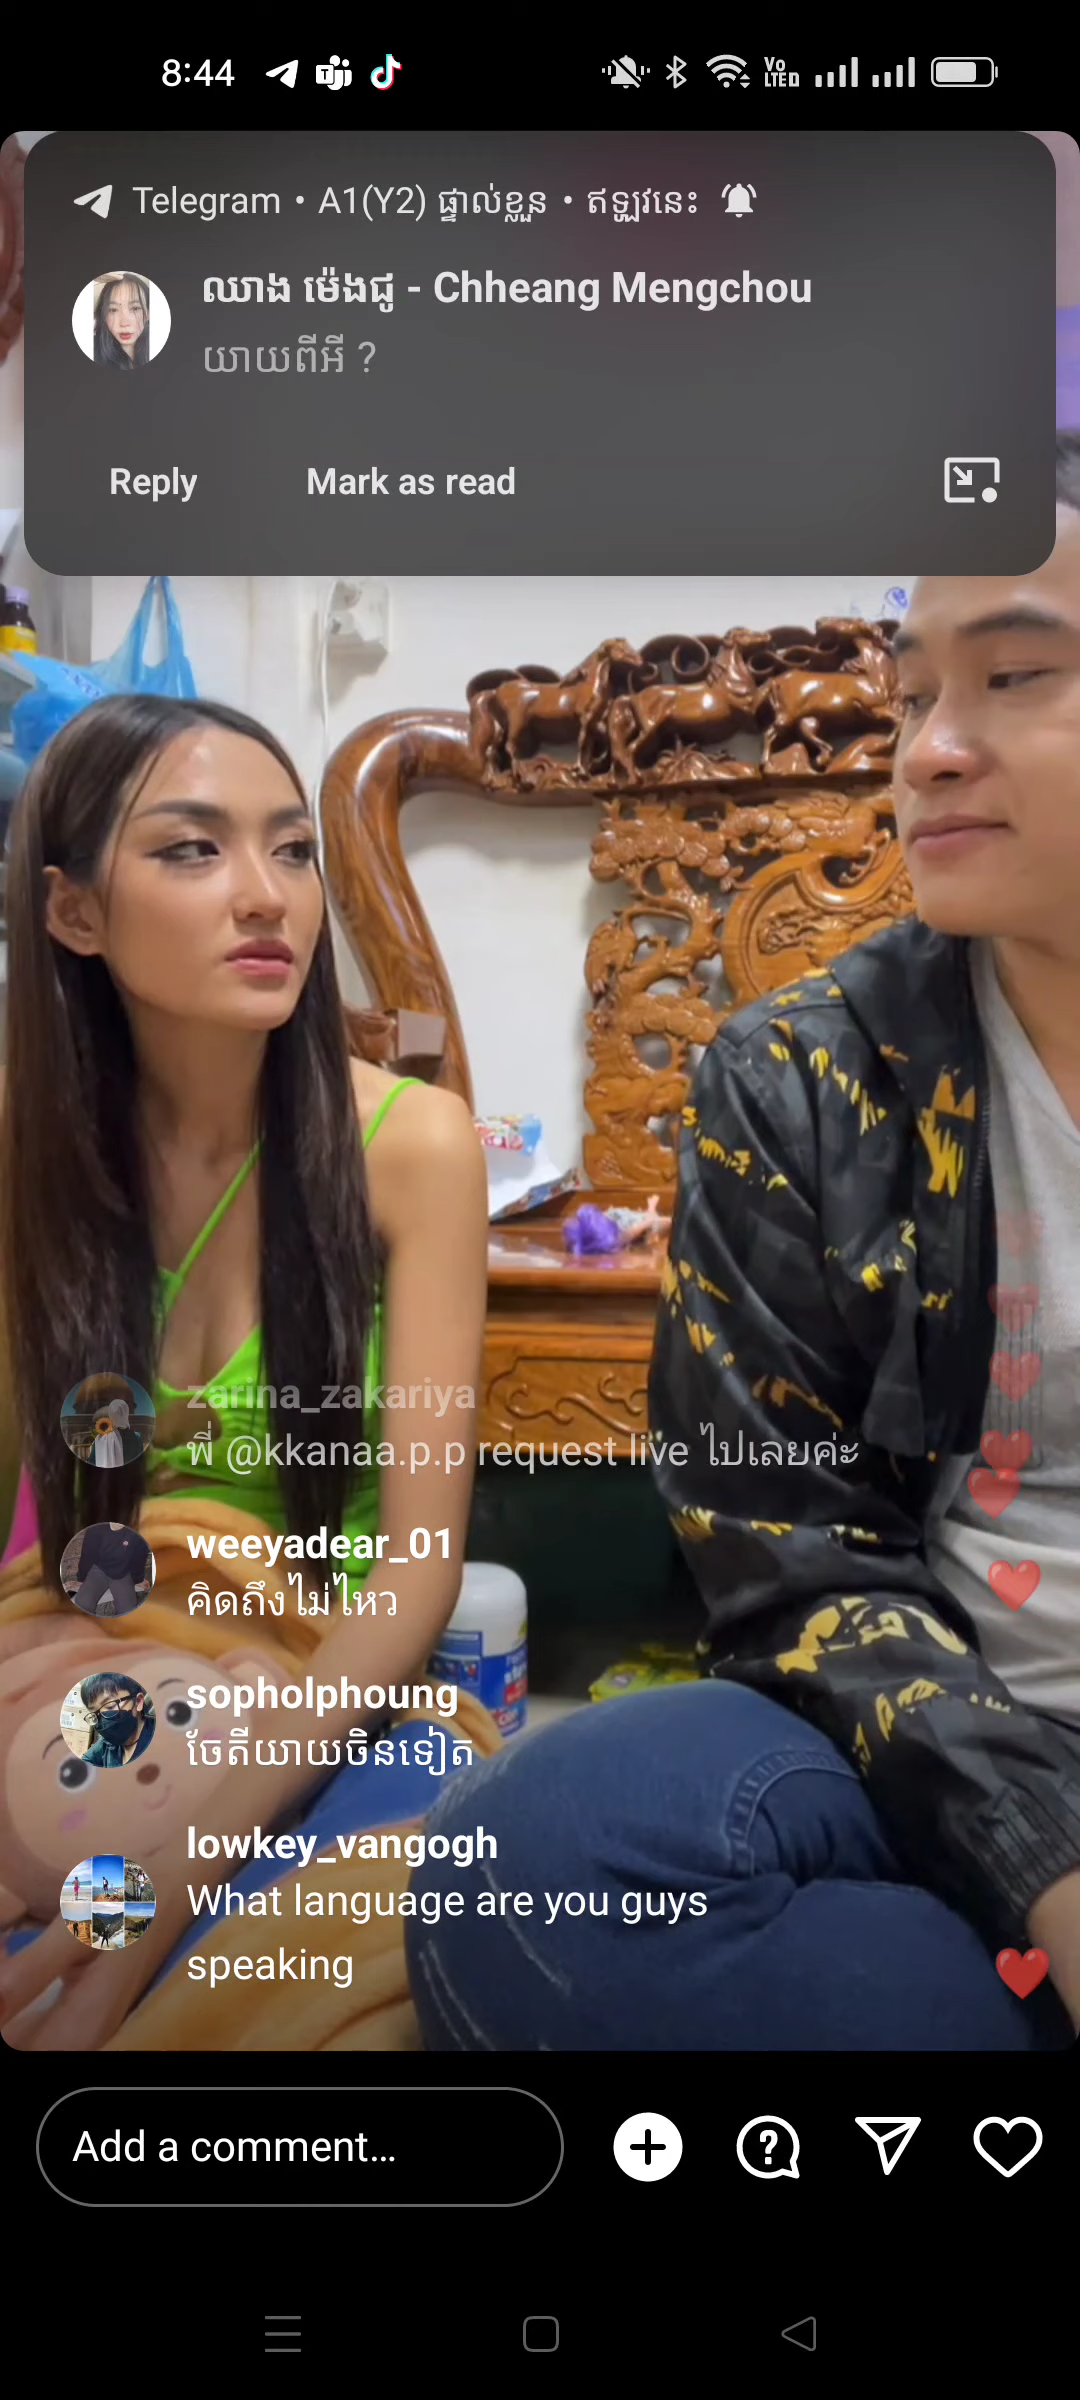 8:44
Vo
LTED
Telegram • A1(Y2) ផ្ទាល់ខ្លួន • ឥឡូវនេះ
ឈាង ម៉េងជូ - Chheang Mengchou
យាយពីអី ?
Reply Mark as read
zarina_zakariya
พี่ @kkanaa.p.p request live ไปเลยค่ะ
weeyadear_01
คิดถึงไม่ไหว
sopholphoung
ចែតីយាយចិនទៀត
lowkey_vangogh
What language are you guys
speaking
Add a comment...